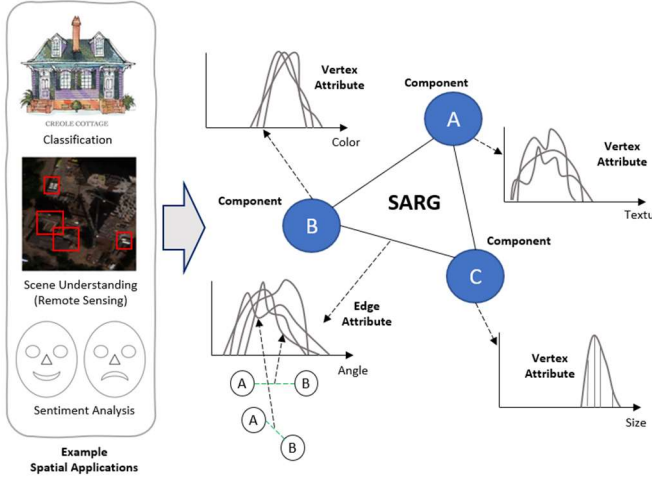 CREOLE COTTAGE
Classification
Scene Understanding
(Remote Sensing)
Sentiment Analysis
Example
Spatial Applications
Vertex
Attribute
Color
Component
A
Vertex
Attribute
Textu
Component
B
SARG
Component
C
Edge
Attribute
Angle
A
B
A
B
Vertex
Attribute
Size